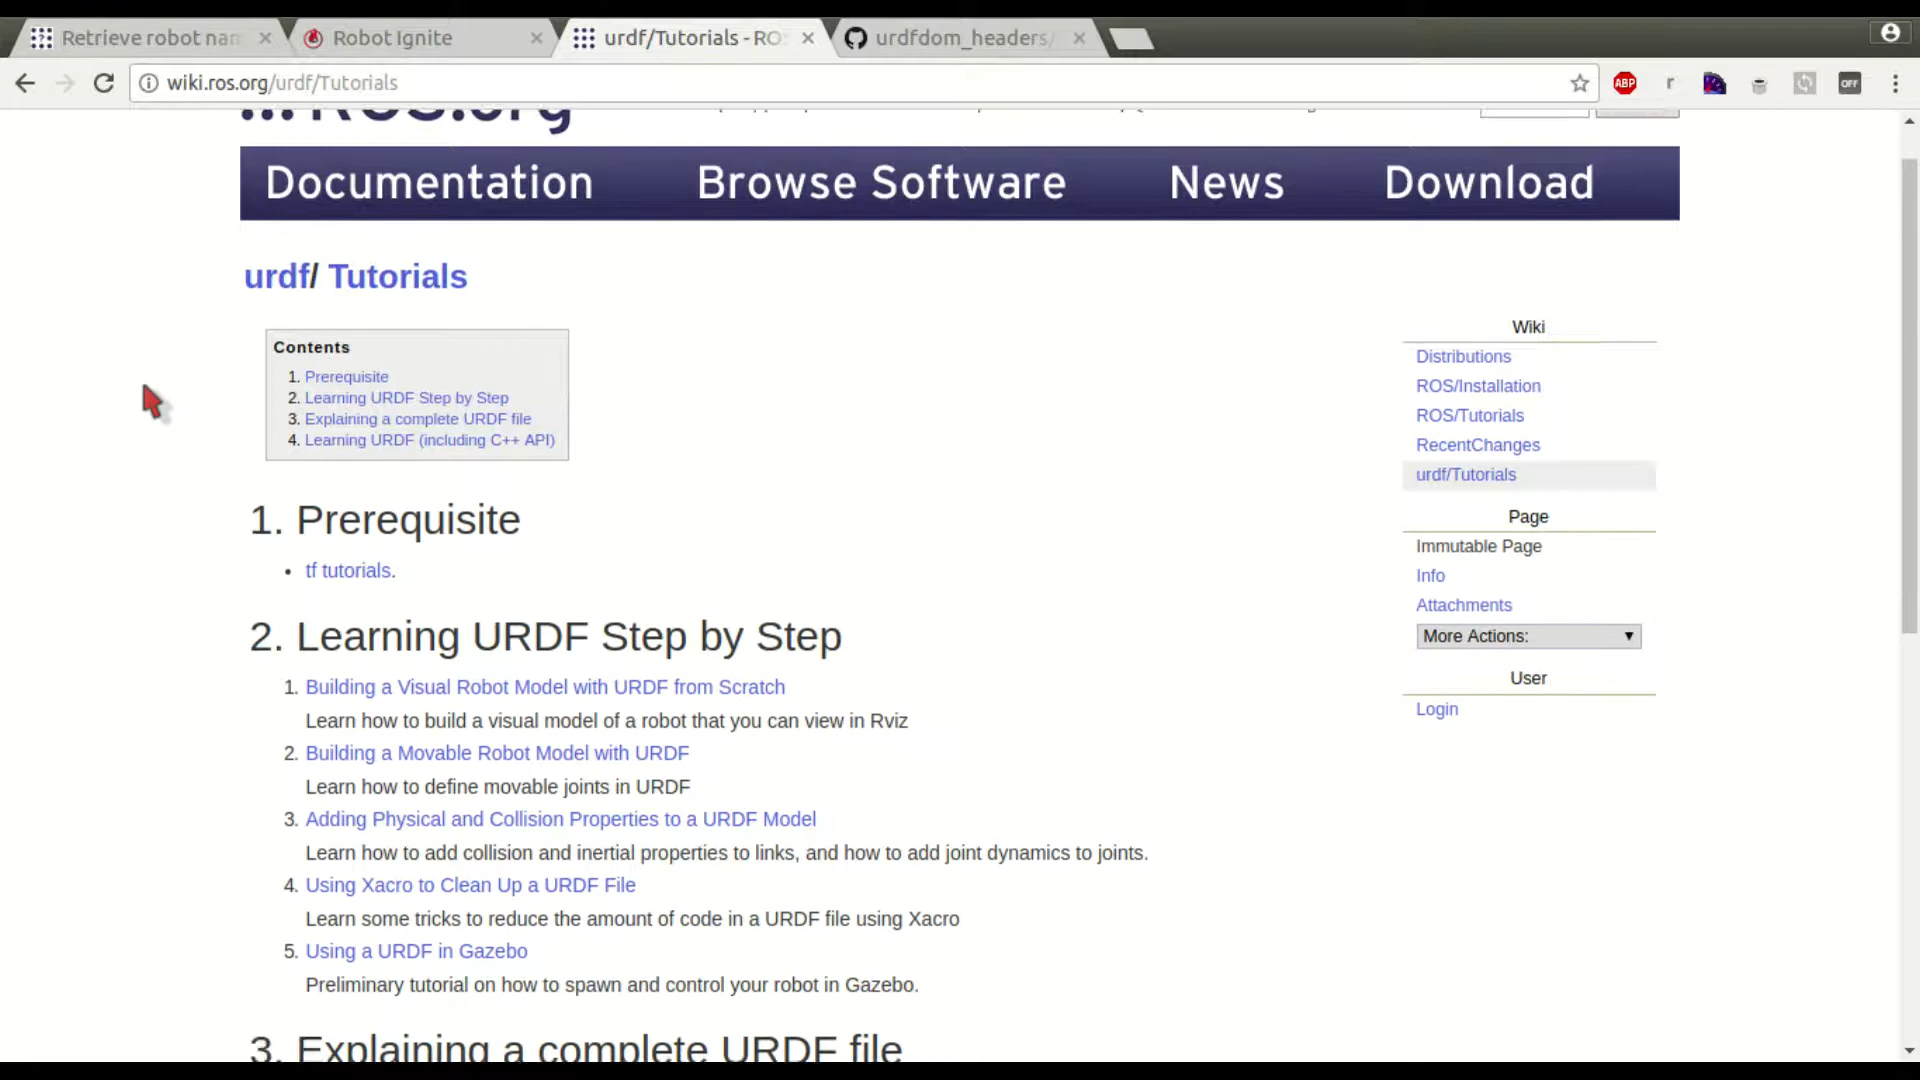 Retrieve robot nam
Robot Ignite
urdf/Tutorials - RO
urdfdom_headers/
wiki.ros.org/urdf/Tutorials
ABP
r
OFF
ROS.org
Documentation
Browse Software
News
Download
urdf/ Tutorials
Contents
1. Prerequisite
2. Learning URDF Step by Step
3. Explaining a complete URDF file
4. Learning URDF (including C++ API)
1. Prerequisite
• tf tutorials.
2. Learning URDF Step by Step
1. Building a Visual Robot Model with URDF from Scratch
Learn how to build a visual model of a robot that you can view in Rviz
2. Building a Movable Robot Model with URDF
Learn how to define movable joints in URDF
3. Adding Physical and Collision Properties to a URDF Model
Learn how to add collision and inertial properties to links, and how to add joint dynamics to joints.
4. Using Xacro to Clean Up a URDF File
Learn some tricks to reduce the amount of code in a URDF file using Xacro
5. Using a URDF in Gazebo
Preliminary tutorial on how to spawn and control your robot in Gazebo.
3. Explaining a complete URDF file
Wiki
Distributions
ROS/Installation
ROS/Tutorials
RecentChanges
urdf/Tutorials
Page
Immutable Page
Info
Attachments
More Actions:
User
Login